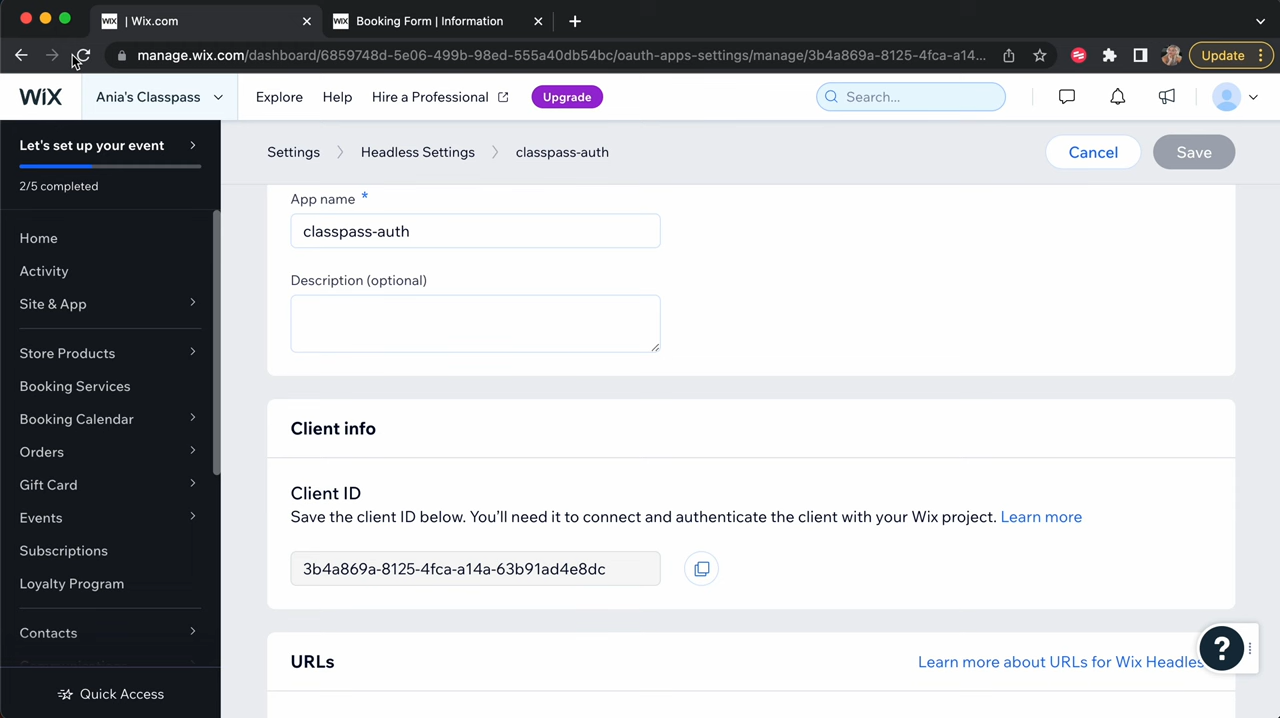 WiX | Wix.com
WiX Booking Form | Information
manage.wix.com/dashboard/6859748d-5e06-499b-98ed-555a40db54bc/oauth-apps-settings/manage/3b4a869a-8125-4fca-a14...
Update
WiX
Ania's Classpass
Explore
Help
Hire a Professional
Upgrade
Search...
Let's set up your event
2/5 completed
Home
Activity
Site & App
Store Products
Booking Services
Booking Calendar
Orders
Gift Card
Events
Subscriptions
Loyalty Program
Contacts
Quick Access
Settings
Headless Settings
classpass-auth
Cancel
Save
App name *
classpass-auth
Description (optional)
Client info
Client ID
Save the client ID below. You'll need it to connect and authenticate the client with your Wix project. Learn more
3b4a869a-8125-4fca-a14a-63b91ad4e8dc
URLs
Learn more about URLs for Wix Headles
?